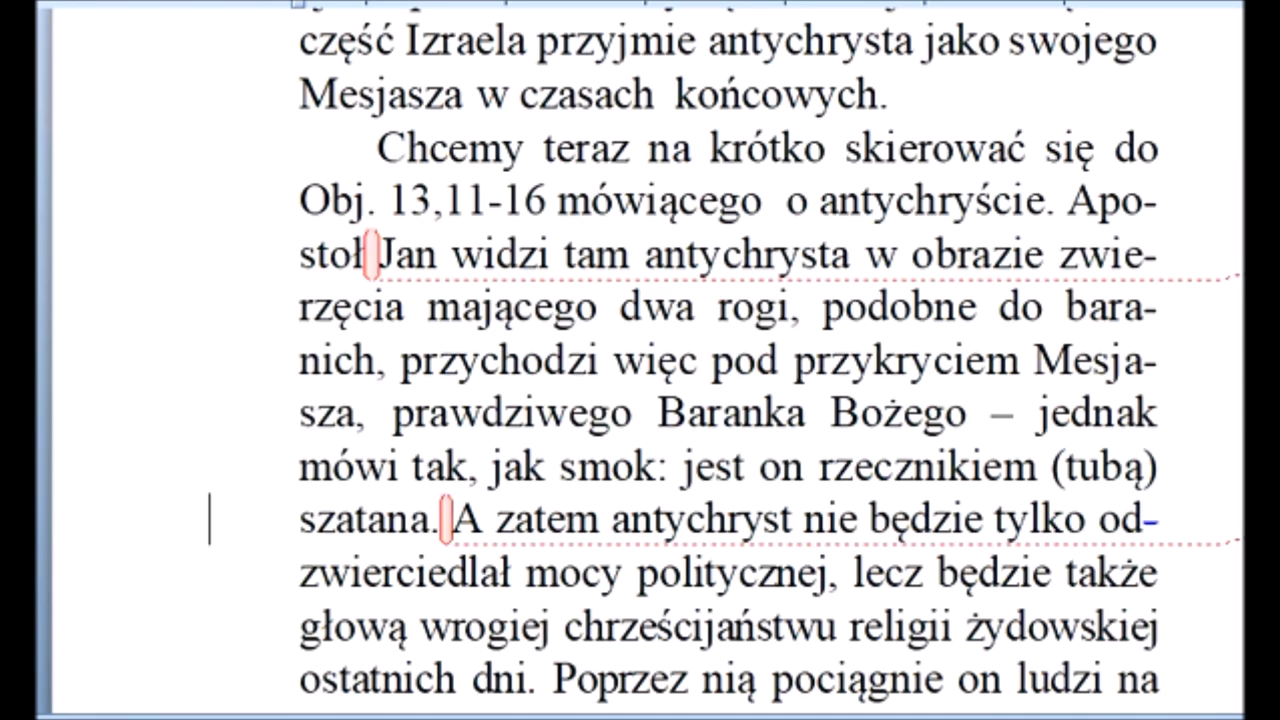 część Izraela przyjmie antychrysta jako swojego
Mesjasza w czasach końcowych.
Chcemy teraz na krótko skierować się do
Obj. 13,11-16 mówiącego o antychryście. Apo-
stoł Jan widzi tam antychrysta w obrazie zwie-
rzęcia mającego dwa rogi, podobne do bara-
nich, przychodzi więc pod przykryciem Mesja-
sza, prawdziwego Baranka Bożego – jednak
mówi tak, jak smok: jest on rzecznikiem (tubą)
szatana. A zatem antychryst nie będzie tylko od-
zwierciedlał mocy politycznej, lecz będzie także
głową wrogiej chrześcijaństwu religii żydowskiej
ostatnich dni. Poprzez nią pociągnie on ludzi na